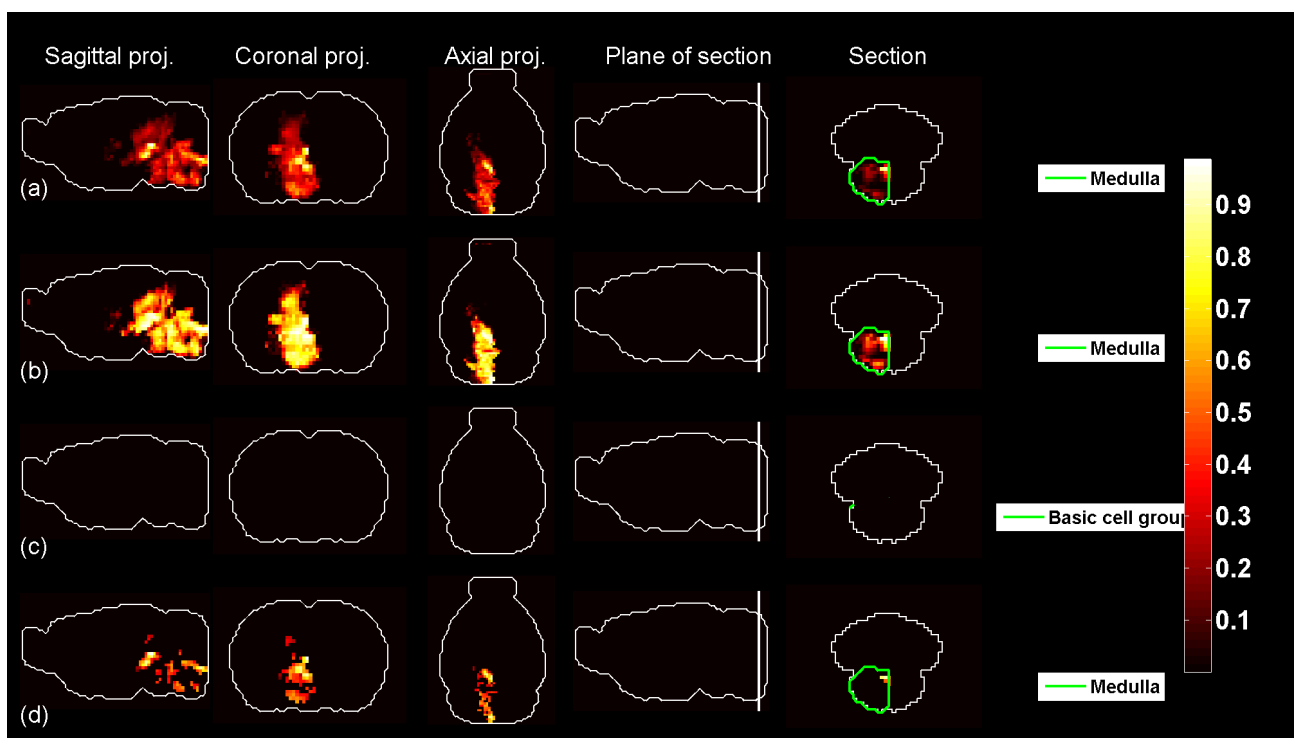 Sagittal proj. Coronal proj. Axial proj. Plane of section Section
(a) Medulla
(b) Medulla
(c) Basic cell group
(d) Medulla
0.9
0.8
0.7
0.6
0.5
0.4
0.3
0.2
0.1